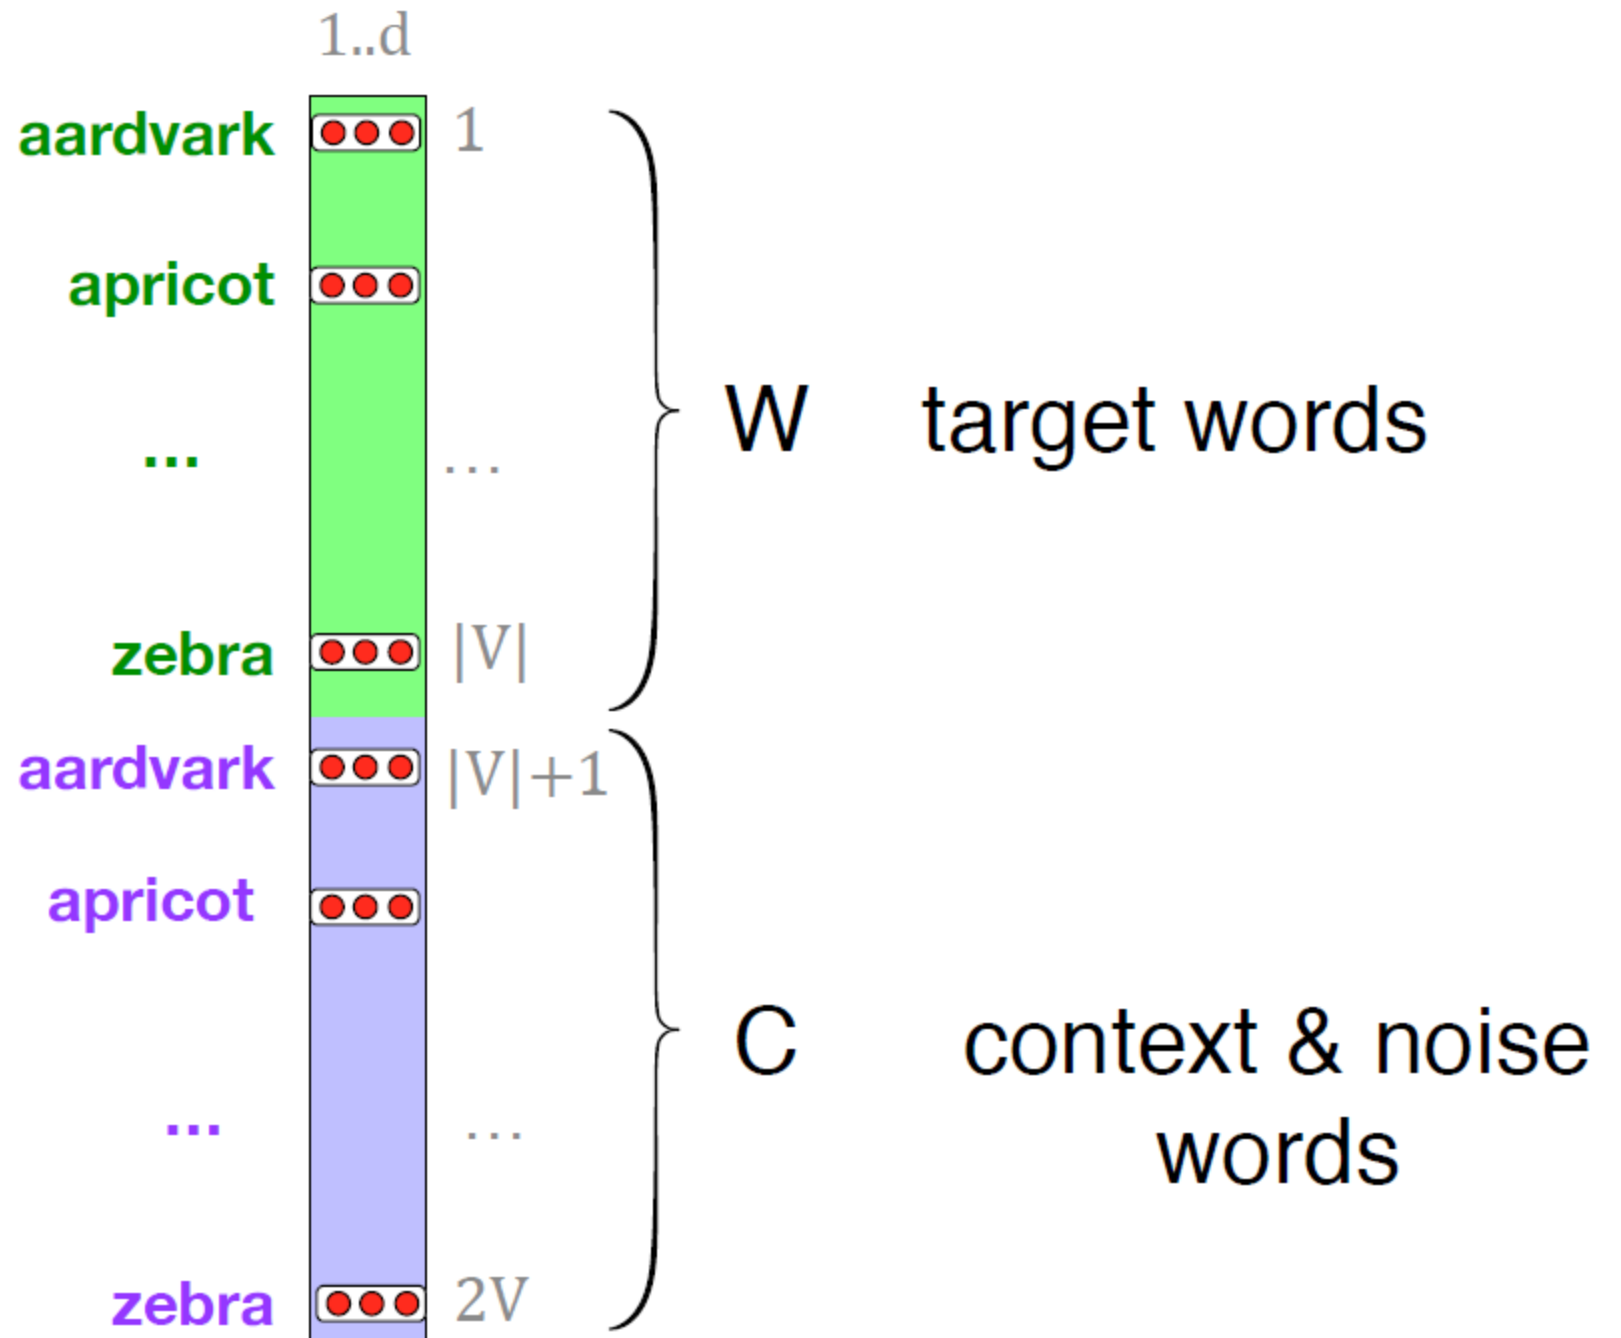 1..d
aardvark 1
apricot
... ...
W target words
zebra |V|
aardvark |V|+1
apricot
C context & noise
words
... ...
zebra 2V